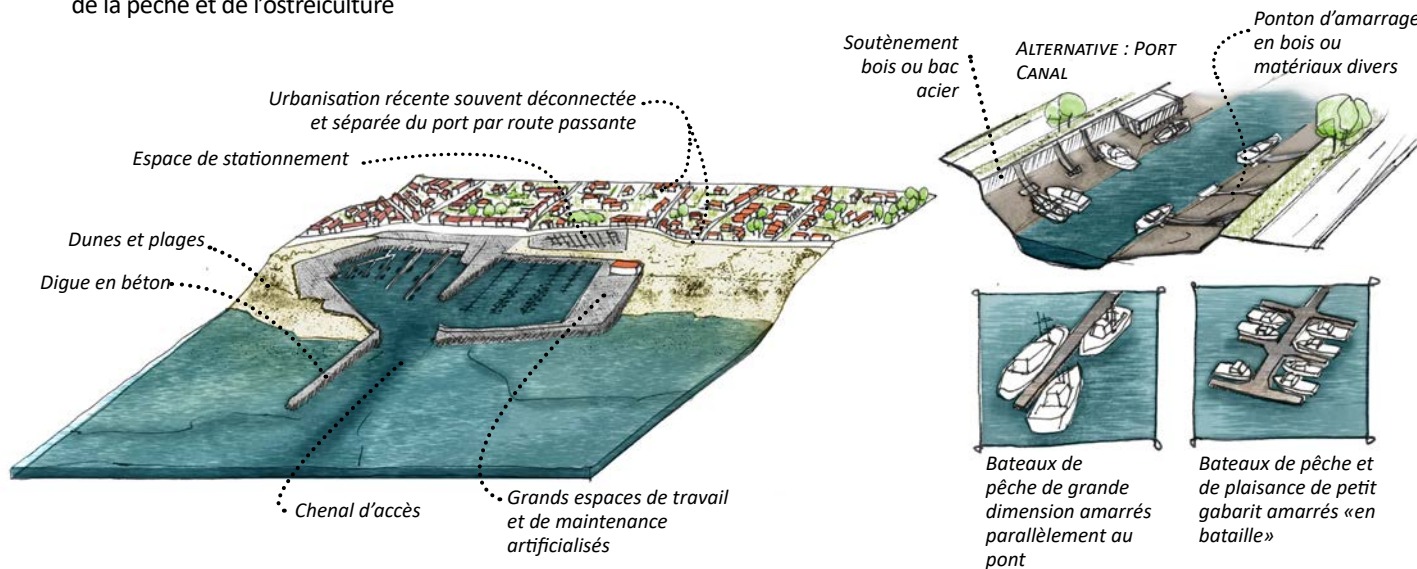 de la pêche et de l'ostréiculture
Urbanisation récente souvent déconnectée
et séparée du port par route passante
Espace de stationnement
Dunes et plages
Digue en béton
Chenal d'accès
Grands espaces de travail
et de maintenance
artificialisés
Soutènement
bois ou bac
acier
ALTERNATIVE : PORT
CANAL
Ponton d'amarrage
en bois ou
matériaux divers
Bateaux de
pêche de grande
dimension amarrés
parallèlement au
pont
Bateaux de pêche et
de plaisance de petit
gabarit amarrés «en
bataille»